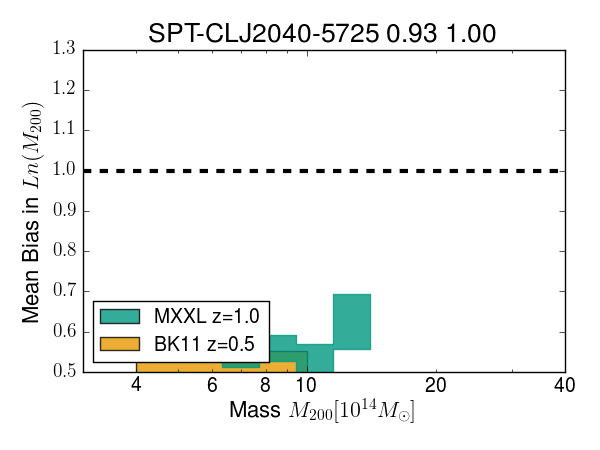 SPT-CLJ2040-5725 0.93 1.00
Mean Bias in Ln(M₂₀₀)
1.3
1.2
1.1
1.0
0.9
0.8
0.7
0.6
0.5
MXXL z=1.0
BK11 z=0.5
4 6 8 10 20 40
Mass M₂₀₀[10¹⁴M☉]